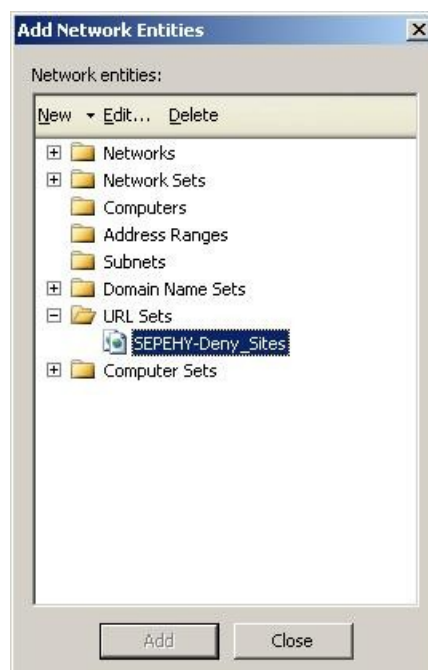 Add Network Entities
Network entities:
New Edit... Delete
Networks
Network Sets
Computers
Address Ranges
Subnets
Domain Name Sets
URL Sets
SEPEHY-Deny_Sites
Computer Sets
Add Close